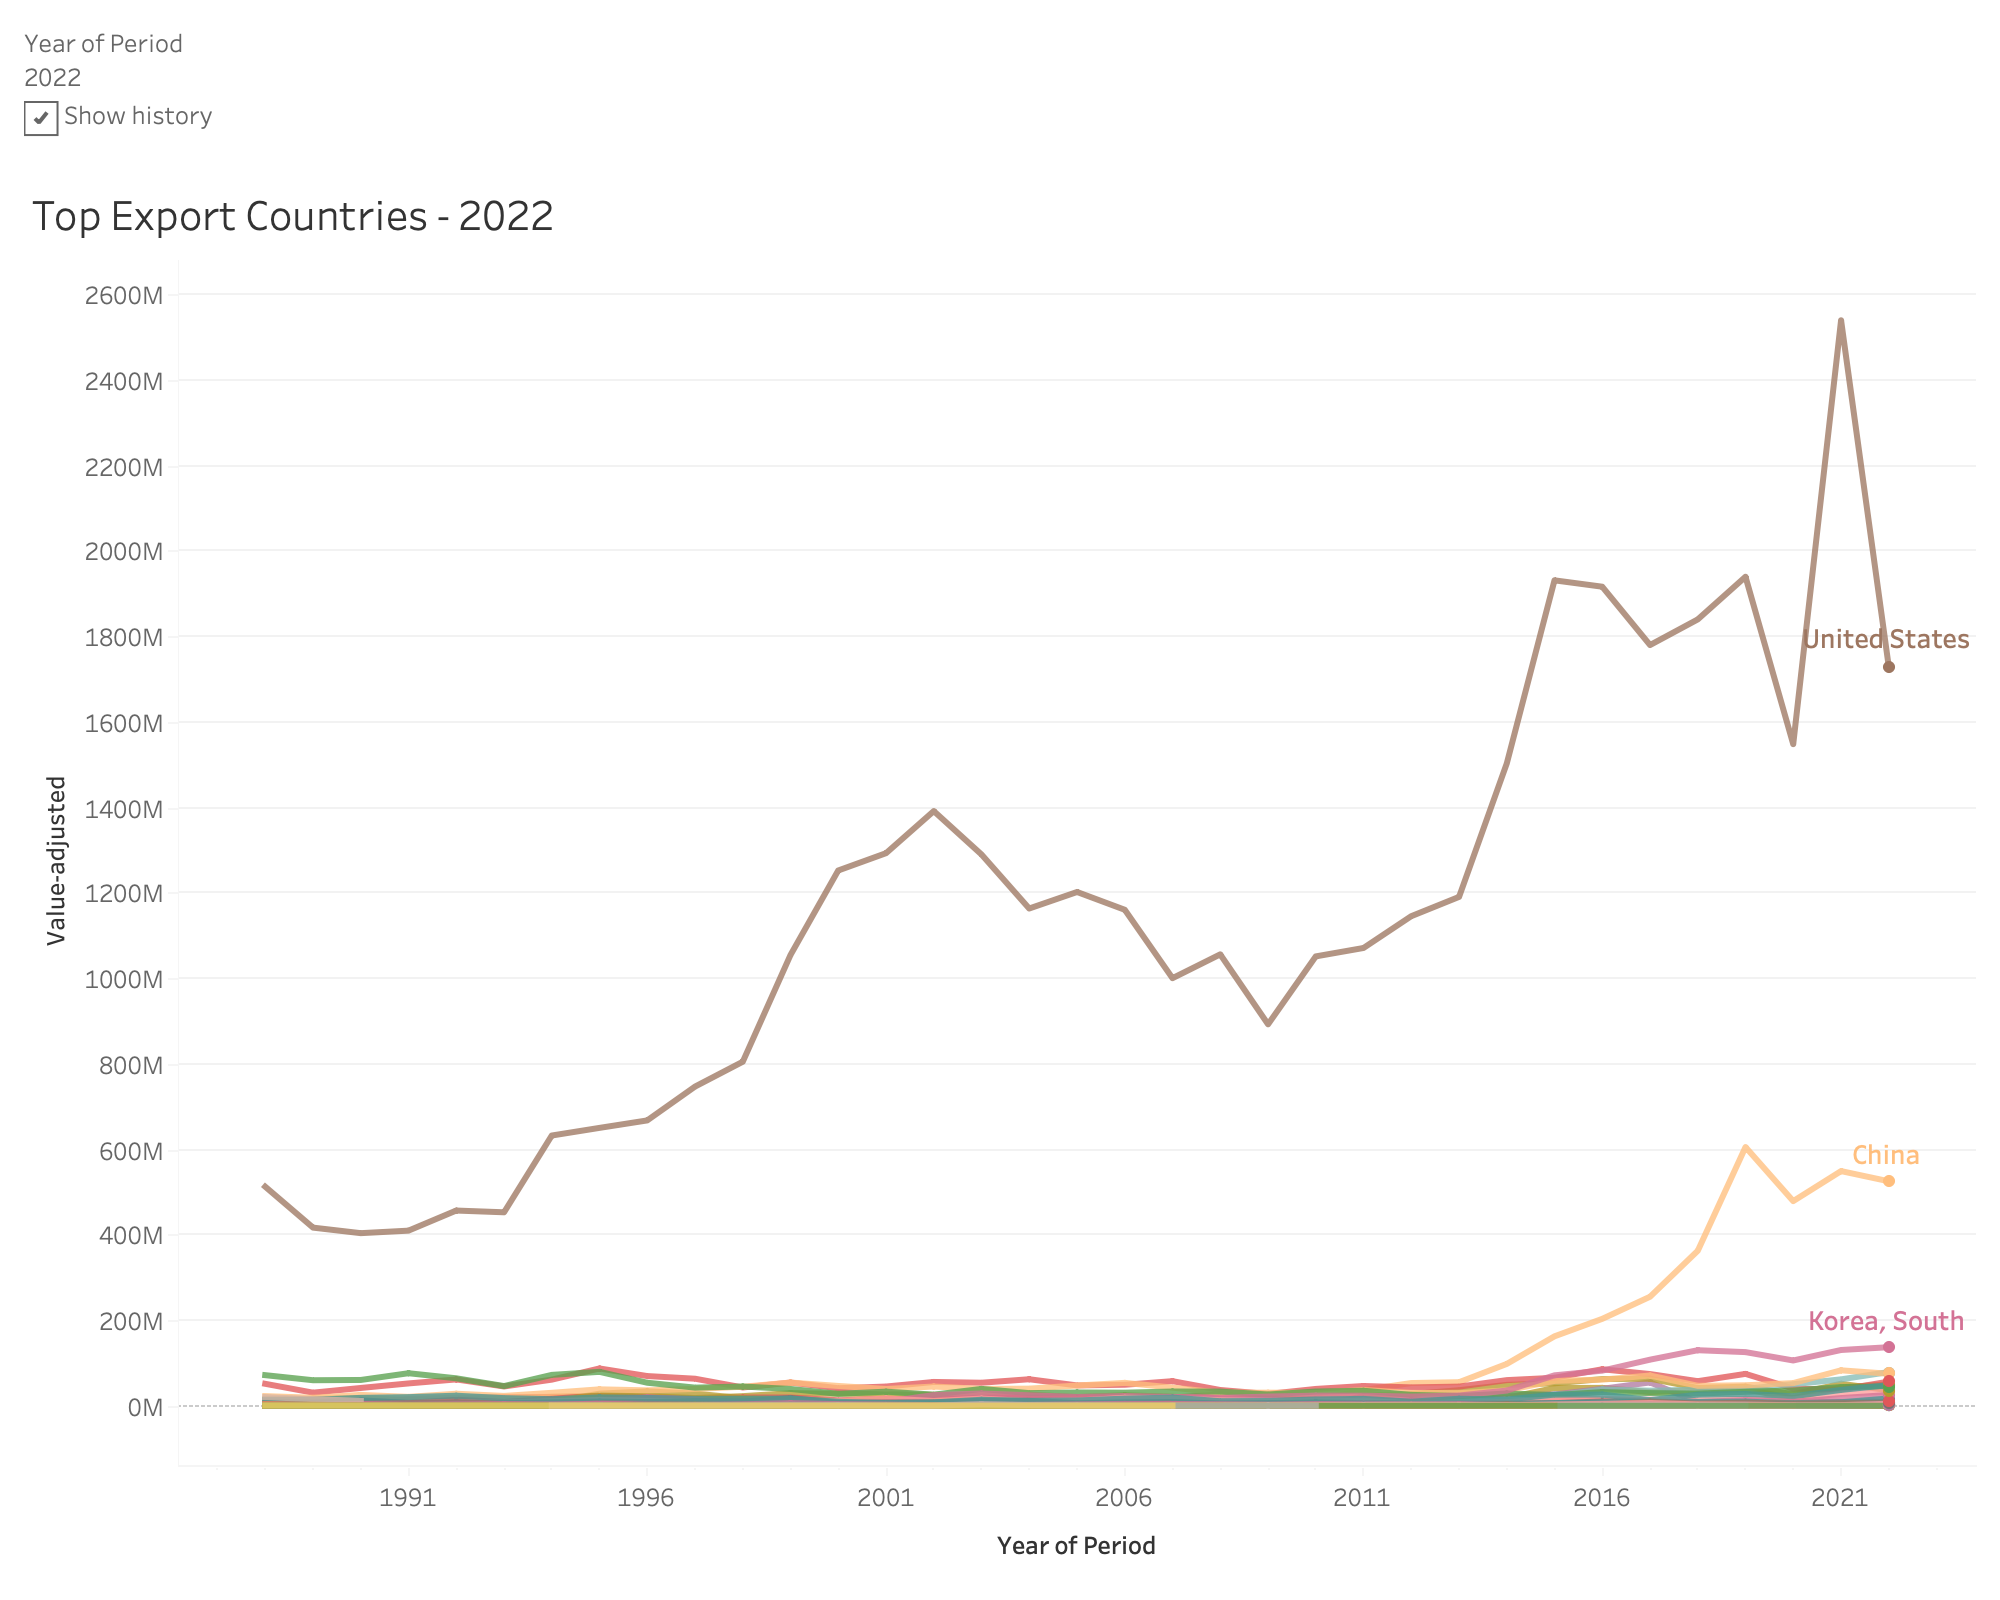 Year of Period
2022
Show history
Top Export Countries - 2022
2600M
2400M
2200M
2000M
1800M
1600M
1400M
1200M
1000M
800M
600M
400M
200M
0M
Value-adjusted
United States
China
Korea, South
1991
1996
2001
2006
2011
2016
2021
Year of Period